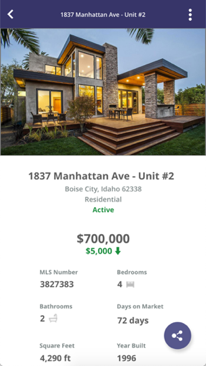 1837 Manhattan Ave - Unit #2
1837 Manhattan Ave - Unit #2
Boise City, Idaho 62338
Residential
Active
$700,000
$5,000
MLS Number
Bedrooms
3827383
4
Bathrooms
Days on Market
2
72 days
Square Feet
Year Built
4,290 ft
1996